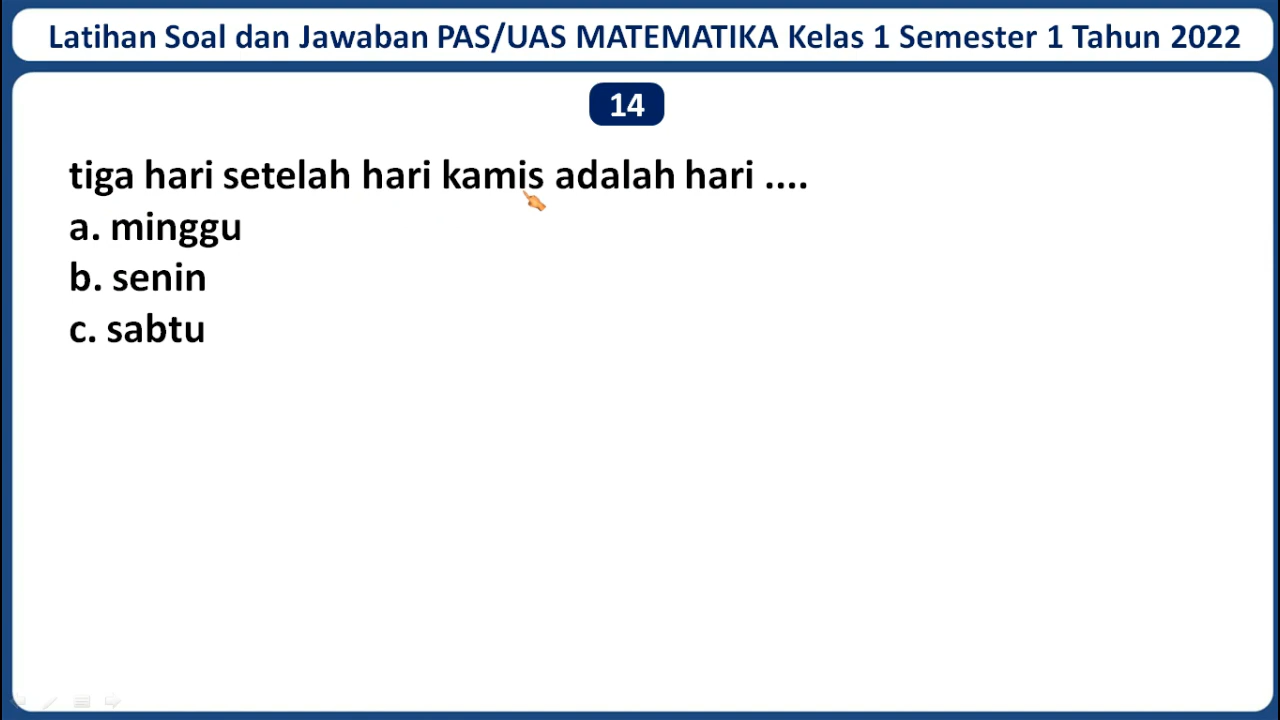 Latihan Soal dan Jawaban PAS/UAS MATEMATIKA Kelas 1 Semester 1 Tahun 2022
14
tiga hari setelah hari kamis adalah hari ....
a. minggu
b. senin
c. sabtu